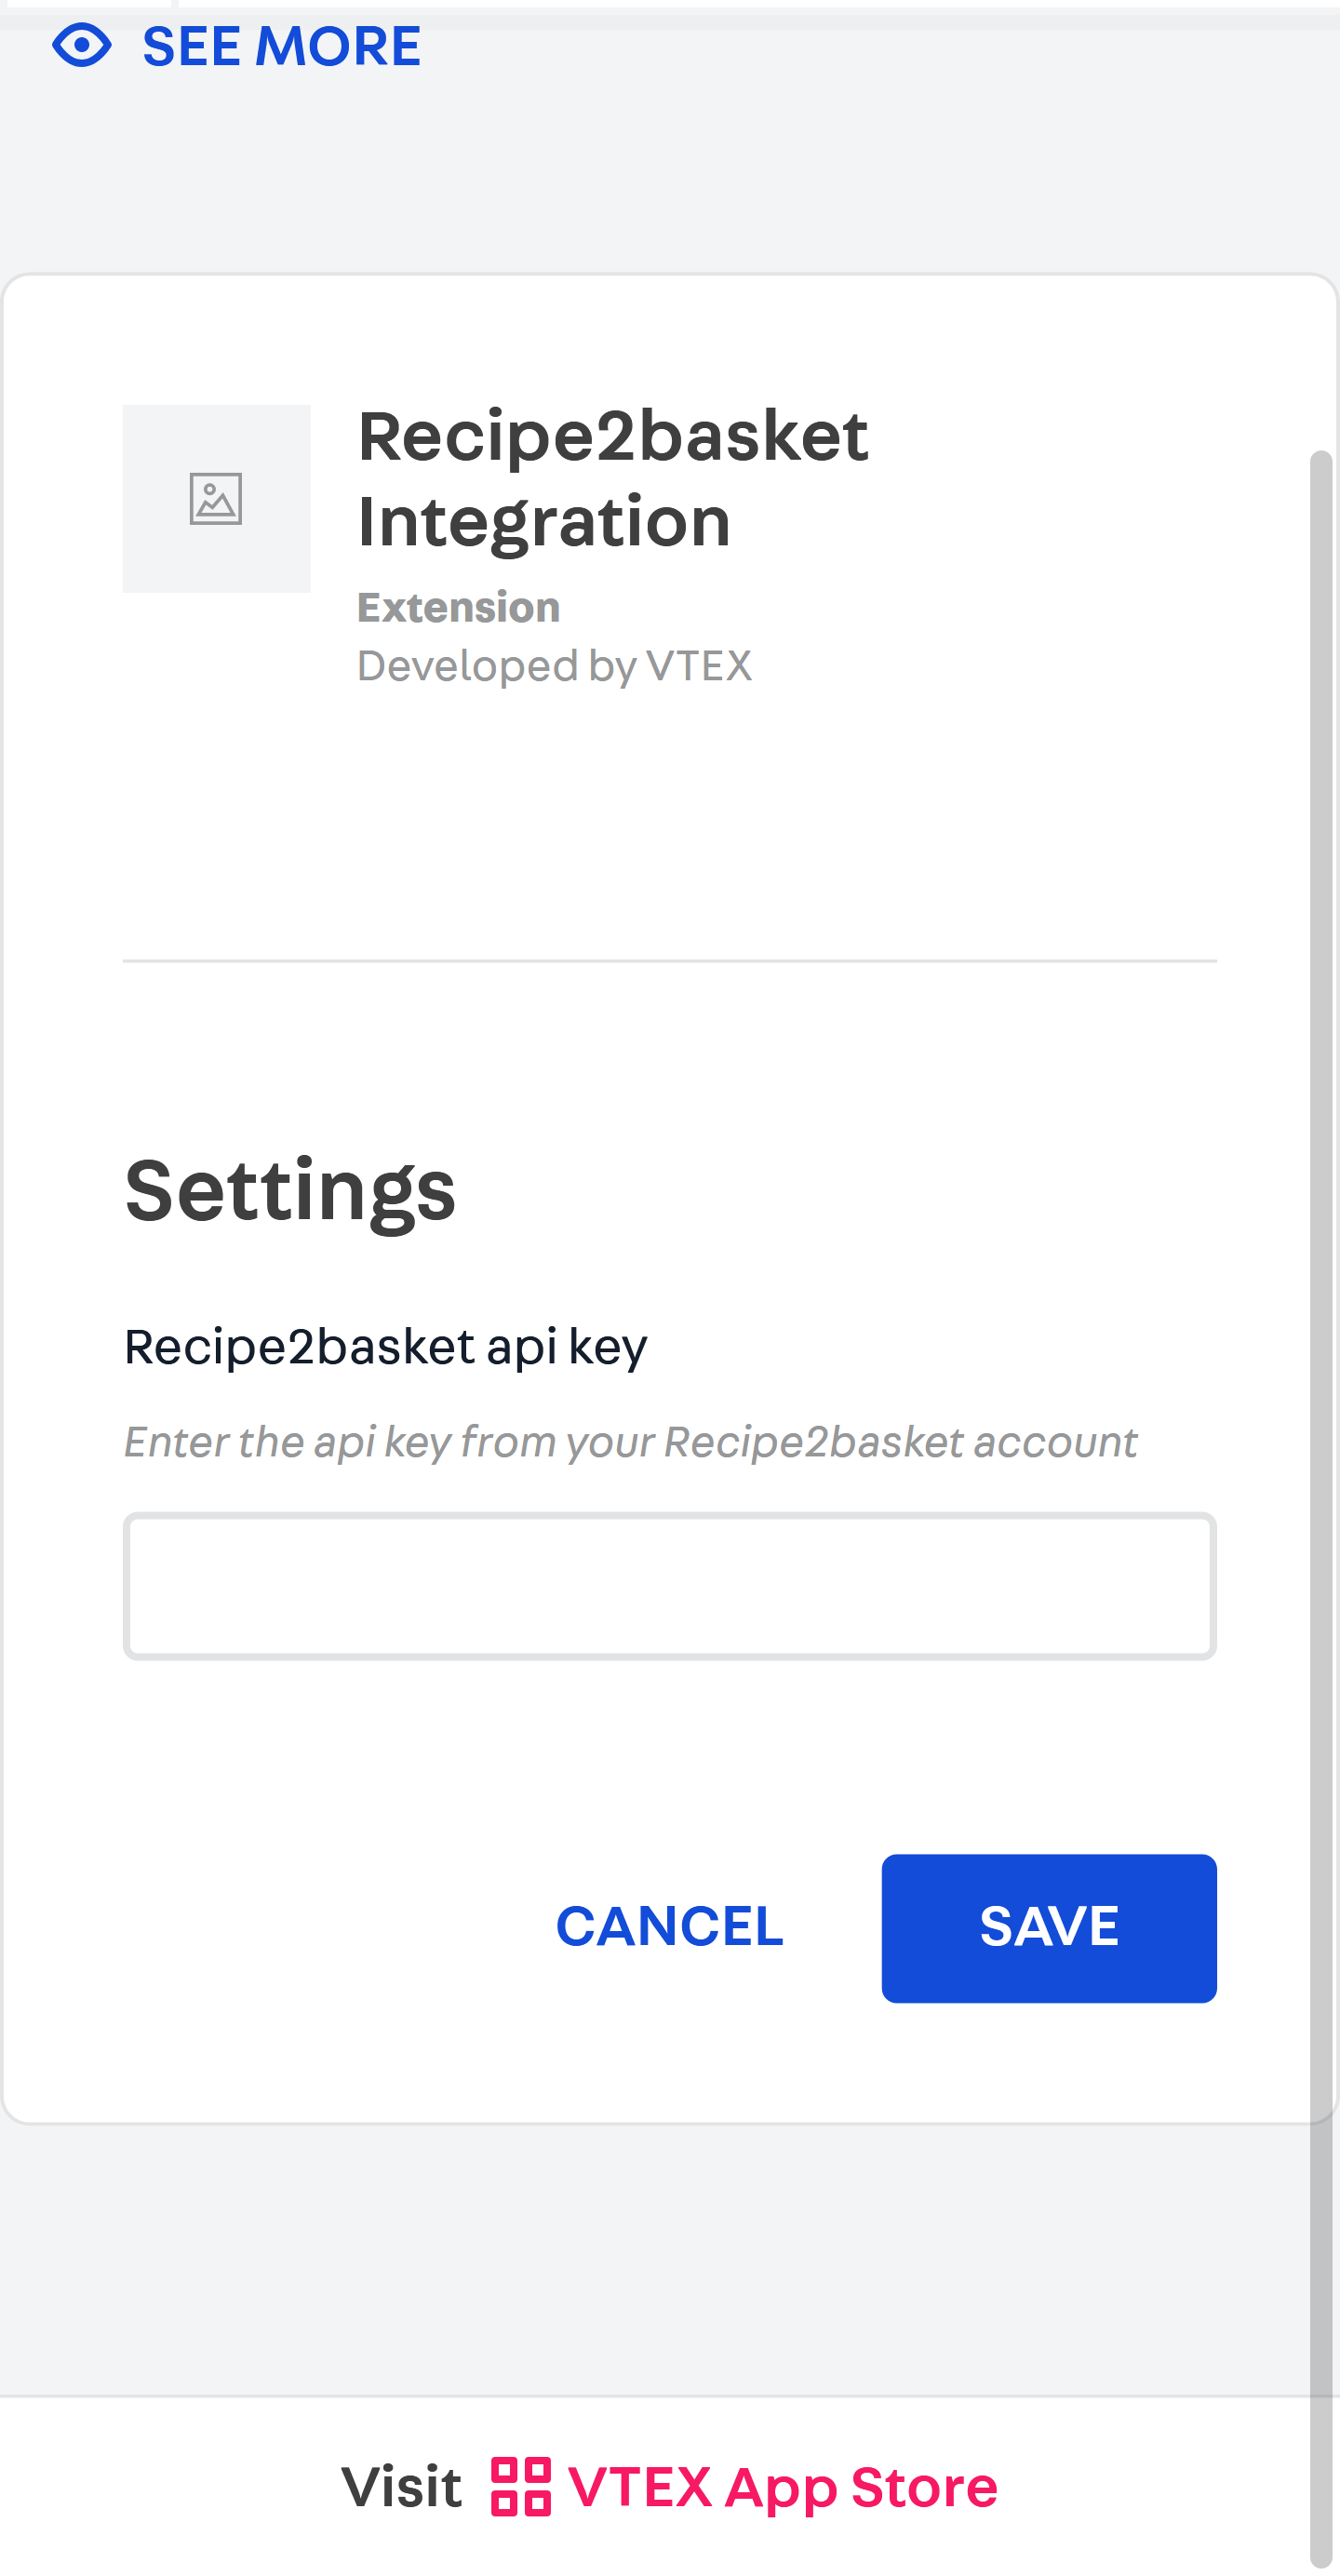 SEE MORE
Recipe2basket
Integration
Extension
Developed by VTEX
Settings
Recipe2basket api key
Enter the api key from your Recipe2basket account
CANCEL SAVE
Visit VTEX App Store